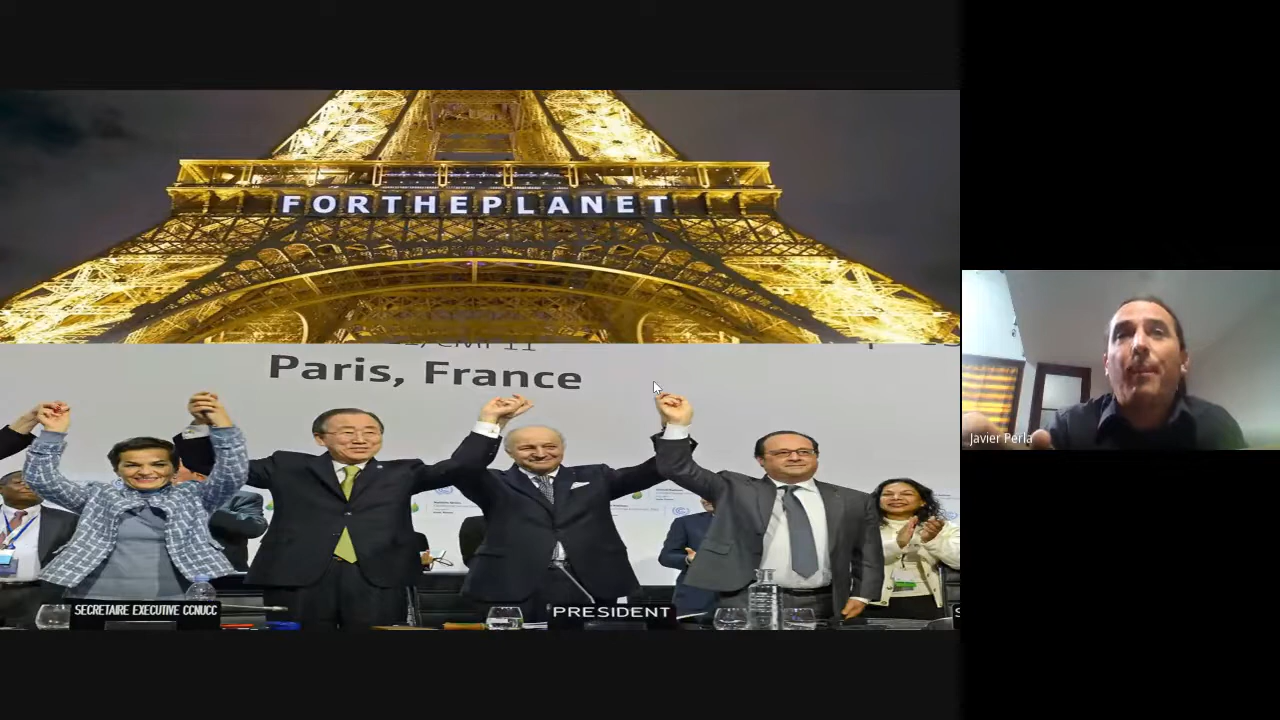 FORTHEPLANET
Paris, France
SECRETAIRE EXECUTIVE CCNUCC
PRESIDENT
Javier Perla